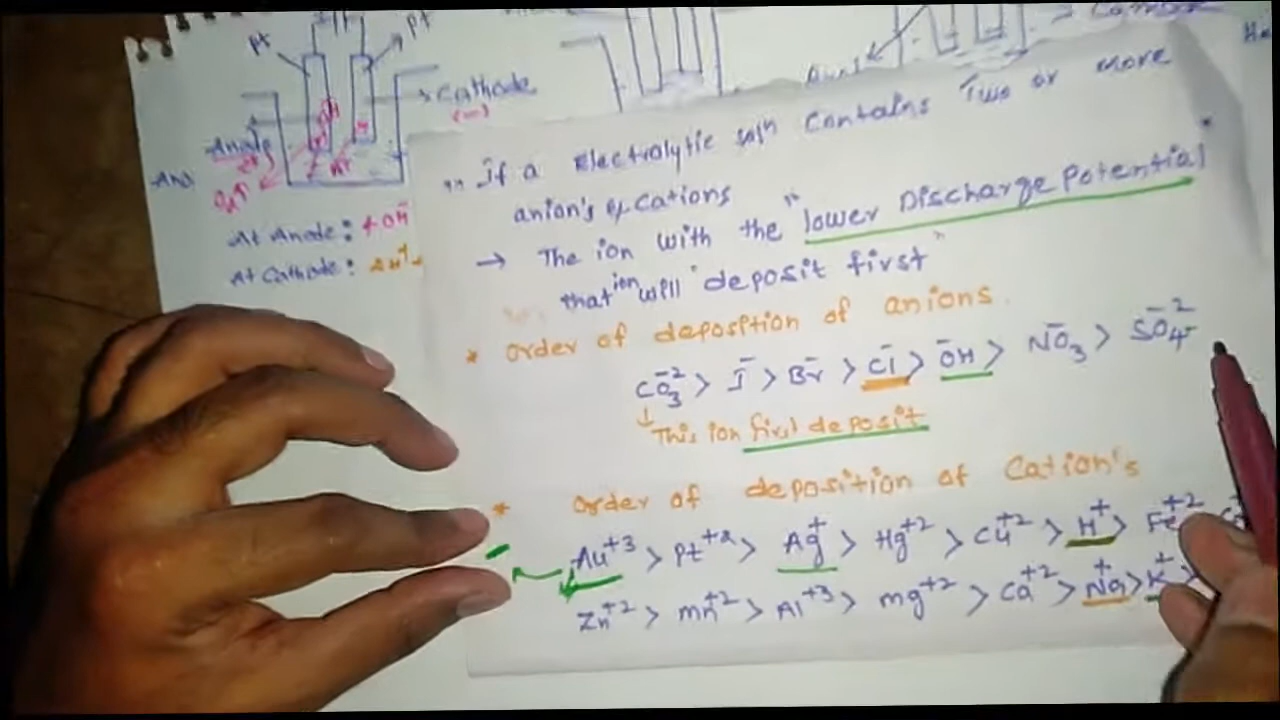 Pt
Pt
Cathode
(-)
Anode
Ans
At Anode: 4OH⁻
At Cathode:
** If a Electrolytic solⁿ contains Two or more
anion's of cations
→ The ion with the "lower Discharge Potential"
that ion will "deposit first"
* Order of deposition of anions
CO₃⁻² > I⁻ > Br⁻ > Cl⁻ > ⁻OH > NO₃⁻ > SO₄⁻²
↓ This ion first deposit
* order of deposition of Cation's
Au⁺³ > Pt⁺² > Ag⁺ > Hg⁺² > Cu⁺² > H⁺ > Fe⁺²
Zn⁺² > mn⁺² > Al⁺³ > mg⁺² > Ca⁺² > Na⁺ > K⁺ >